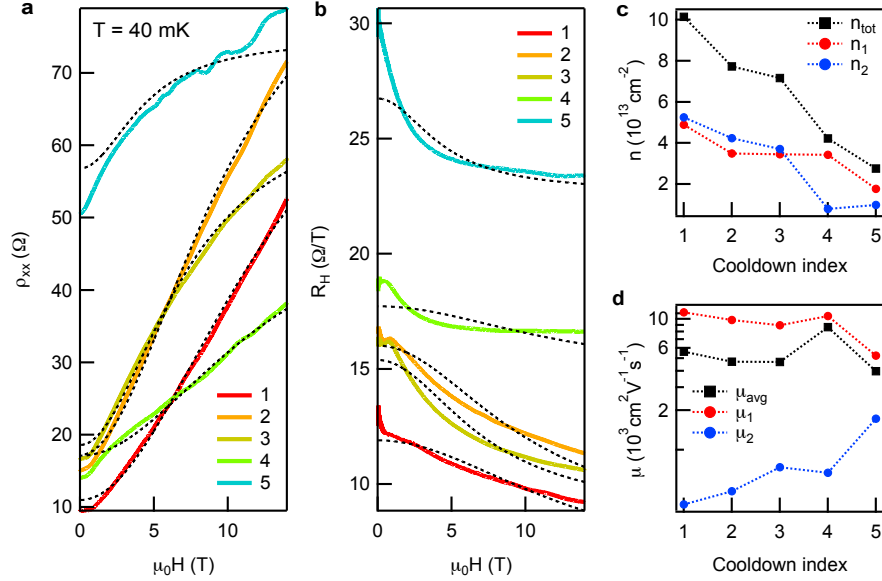 a
T = 40 mK
70
60
50
40
30
20
10
ρxx (Ω)
1
2
3
4
5
0
5
10
μ0H (T)
b
30
25
20
15
10
RH (Ω/T)
1
2
3
4
5
0
5
10
μ0H (T)
c
10
8
6
4
2
n (10^13 cm^-2)
ntot
n1
n2
1
2
3
4
5
Cooldown index
d
10
6
2
μ (10^3 cm^2 V^-1 s^-1)
μavg
μ1
μ2
1
2
3
4
5
Cooldown index